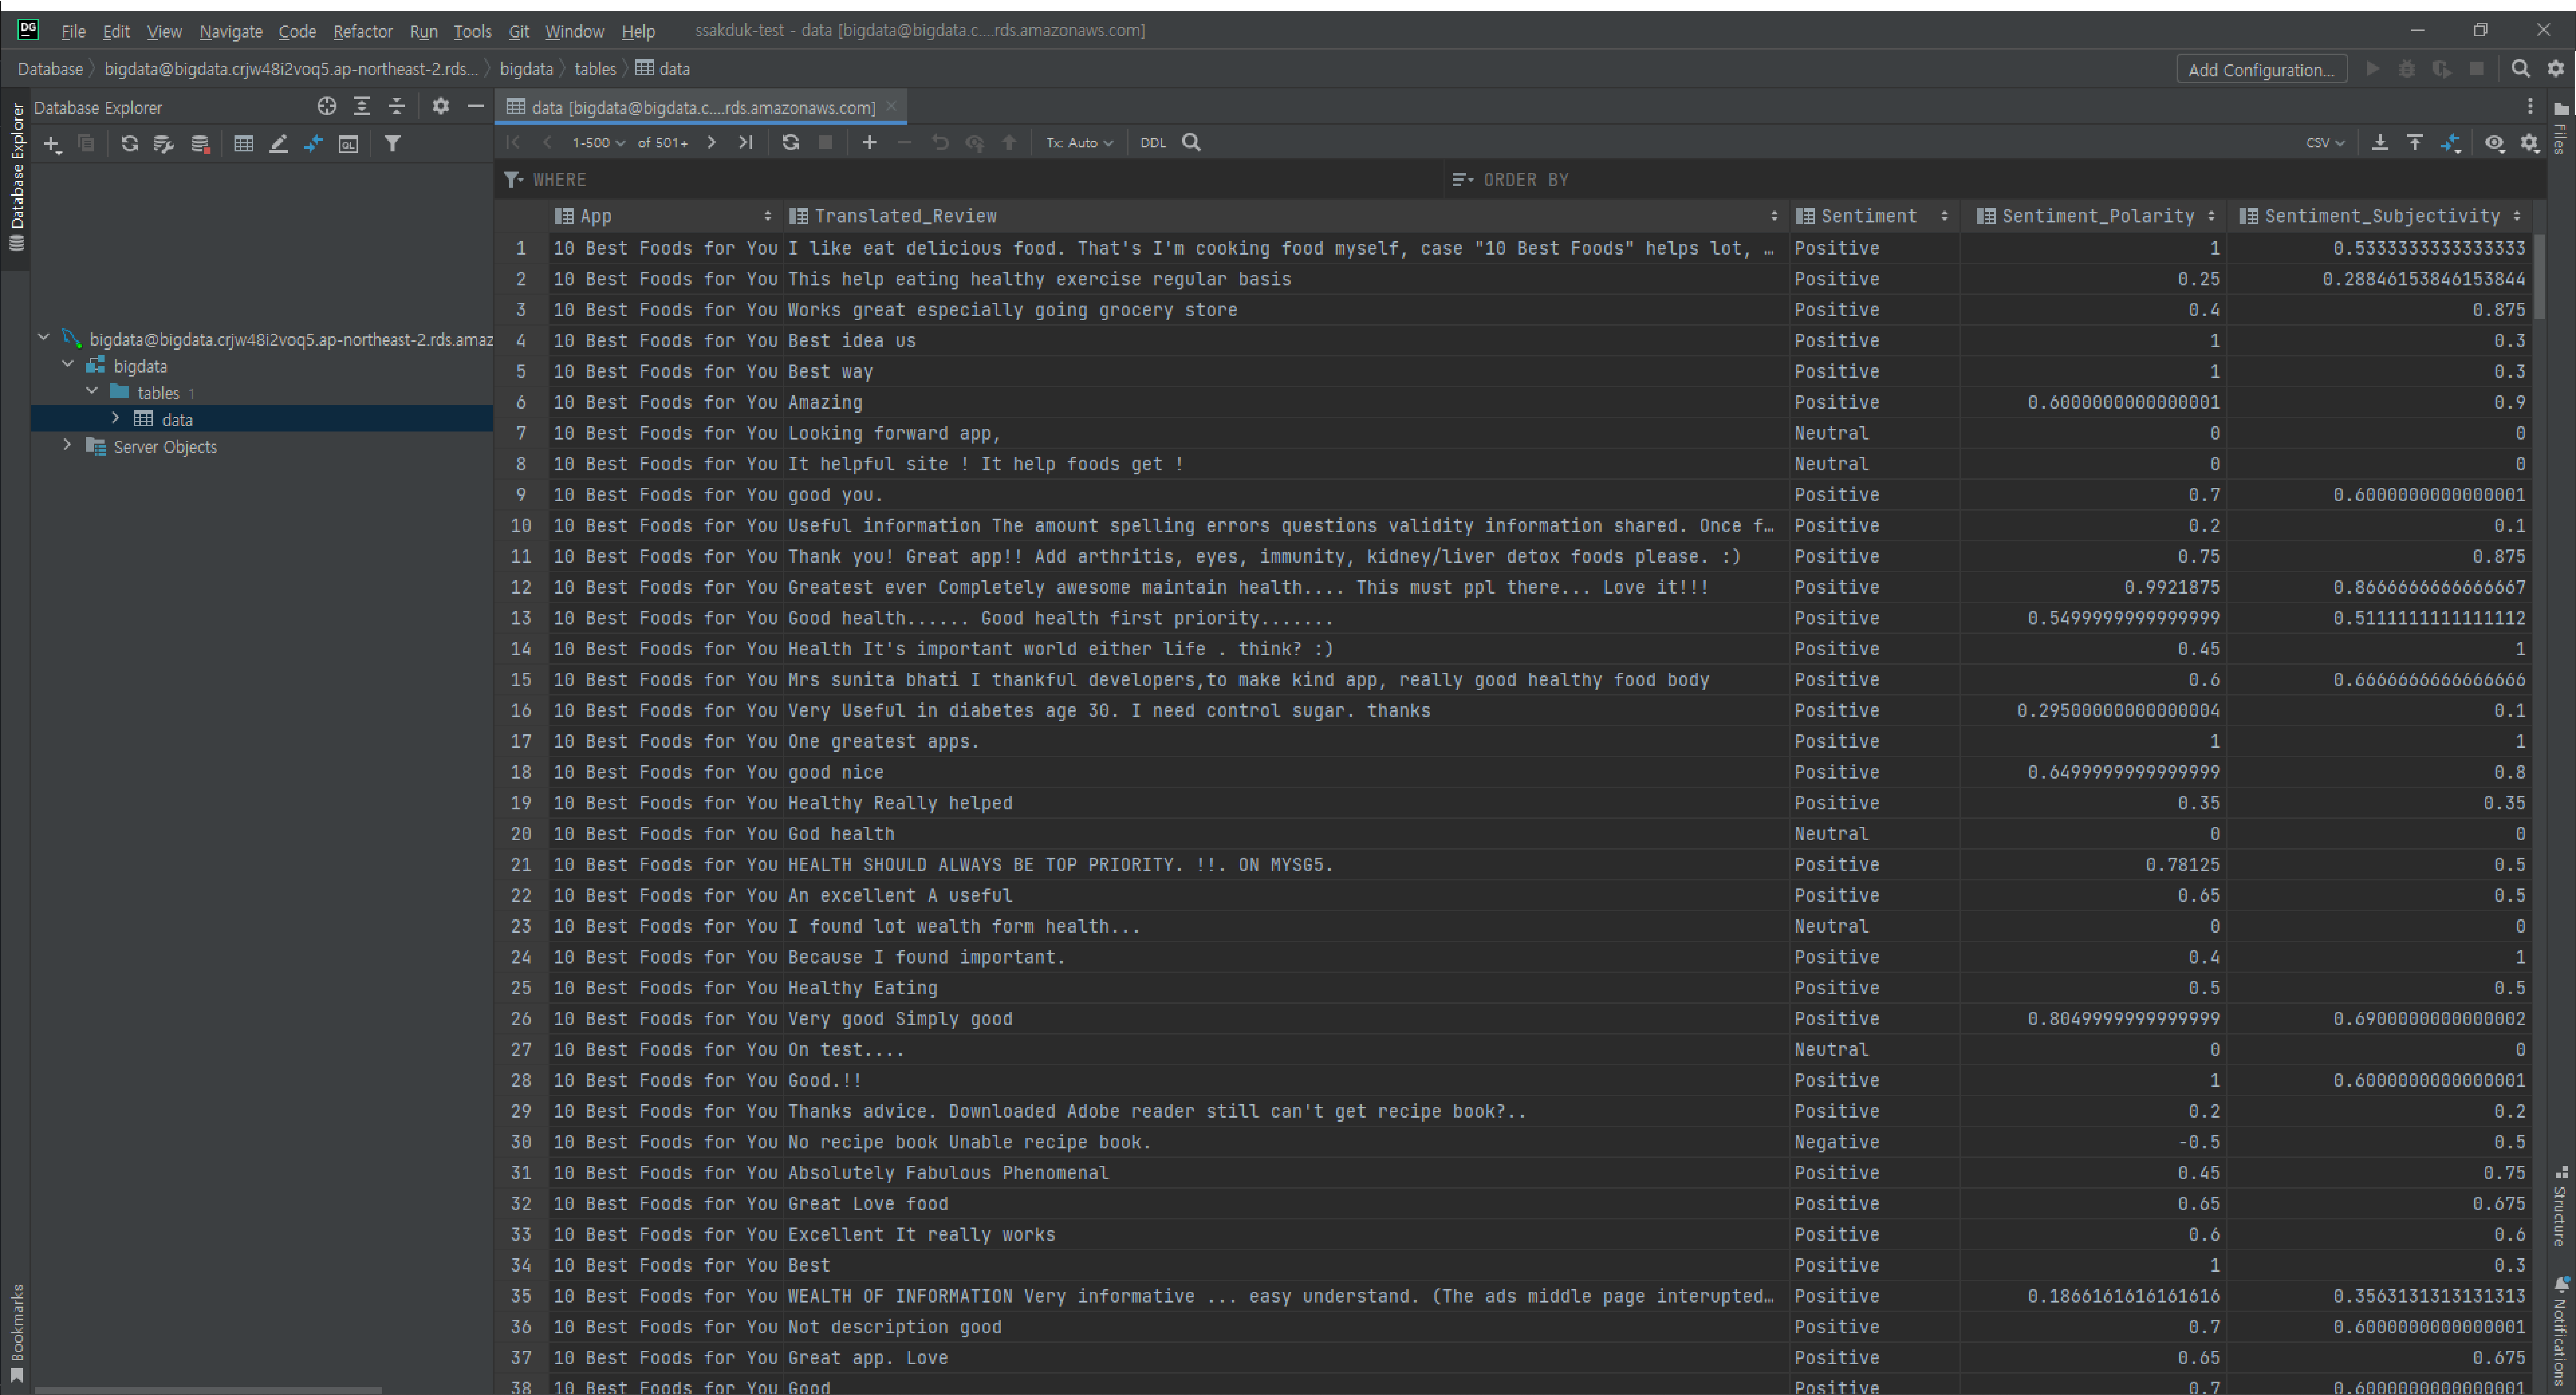 DG File Edit View Navigate Code Refactor Run Tools Git Window Help ssakduk-test - data [bigdata@bigdata.c....rds.amazonaws.com]
Database bigdata@bigdata.crjw48i2voq5.ap-northeast-2.rds... bigdata tables data Add Configuration...
Database Explorer data [bigdata@bigdata.c....rds.amazonaws.com]
1-500 of 501+ Tx: Auto DDL CSV
WHERE ORDER BY
Database Explorer
Bookmarks
Files
Structure
Notifications
bigdata@bigdata.crjw48i2voq5.ap-northeast-2.rds.amaz
bigdata
tables 1
data
Server Objects
App Translated_Review Sentiment Sentiment_Polarity Sentiment_Subjectivity
1 10 Best Foods for You I like eat delicious food. That's I'm cooking food myself, case "10 Best Foods" helps lot, … Positive 1 0.5333333333333333
2 10 Best Foods for You This help eating healthy exercise regular basis Positive 0.25 0.28846153846153844
3 10 Best Foods for You Works great especially going grocery store Positive 0.4 0.875
4 10 Best Foods for You Best idea us Positive 1 0.3
5 10 Best Foods for You Best way Positive 1 0.3
6 10 Best Foods for You Amazing Positive 0.6000000000000001 0.9
7 10 Best Foods for You Looking forward app, Neutral 0 0
8 10 Best Foods for You It helpful site ! It help foods get ! Neutral 0 0
9 10 Best Foods for You good you. Positive 0.7 0.6000000000000001
10 10 Best Foods for You Useful information The amount spelling errors questions validity information shared. Once f… Positive 0.2 0.1
11 10 Best Foods for You Thank you! Great app!! Add arthritis, eyes, immunity, kidney/liver detox foods please. :) Positive 0.75 0.875
12 10 Best Foods for You Greatest ever Completely awesome maintain health.... This must ppl there... Love it!!! Positive 0.9921875 0.8666666666666667
13 10 Best Foods for You Good health...... Good health first priority....... Positive 0.5499999999999999 0.5111111111111112
14 10 Best Foods for You Health It's important world either life . think? :) Positive 0.45 1
15 10 Best Foods for You Mrs sunita bhati I thankful developers,to make kind app, really good healthy food body Positive 0.6 0.6666666666666666
16 10 Best Foods for You Very Useful in diabetes age 30. I need control sugar. thanks Positive 0.29500000000000004 0.1
17 10 Best Foods for You One greatest apps. Positive 1 1
18 10 Best Foods for You good nice Positive 0.6499999999999999 0.8
19 10 Best Foods for You Healthy Really helped Positive 0.35 0.35
20 10 Best Foods for You God health Neutral 0 0
21 10 Best Foods for You HEALTH SHOULD ALWAYS BE TOP PRIORITY. !!. ON MYSG5. Positive 0.78125 0.5
22 10 Best Foods for You An excellent A useful Positive 0.65 0.5
23 10 Best Foods for You I found lot wealth form health... Neutral 0 0
24 10 Best Foods for You Because I found important. Positive 0.4 1
25 10 Best Foods for You Healthy Eating Positive 0.5 0.5
26 10 Best Foods for You Very good Simply good Positive 0.8049999999999999 0.6900000000000002
27 10 Best Foods for You On test.... Neutral 0 0
28 10 Best Foods for You Good.!! Positive 1 0.6000000000000001
29 10 Best Foods for You Thanks advice. Downloaded Adobe reader still can't get recipe book?.. Positive 0.2 0.2
30 10 Best Foods for You No recipe book Unable recipe book. Negative -0.5 0.5
31 10 Best Foods for You Absolutely Fabulous Phenomenal Positive 0.45 0.75
32 10 Best Foods for You Great Love food Positive 0.65 0.675
33 10 Best Foods for You Excellent It really works Positive 0.6 0.6
34 10 Best Foods for You Best Positive 1 0.3
35 10 Best Foods for You WEALTH OF INFORMATION Very informative ... easy understand. (The ads middle page interupted… Positive 0.1866161616161616 0.3563131313131313
36 10 Best Foods for You Not description good Positive 0.7 0.6000000000000001
37 10 Best Foods for You Great app. Love Positive 0.65 0.675
38 10 Best Foods for You Good Positive 0.7 0.6000000000000001